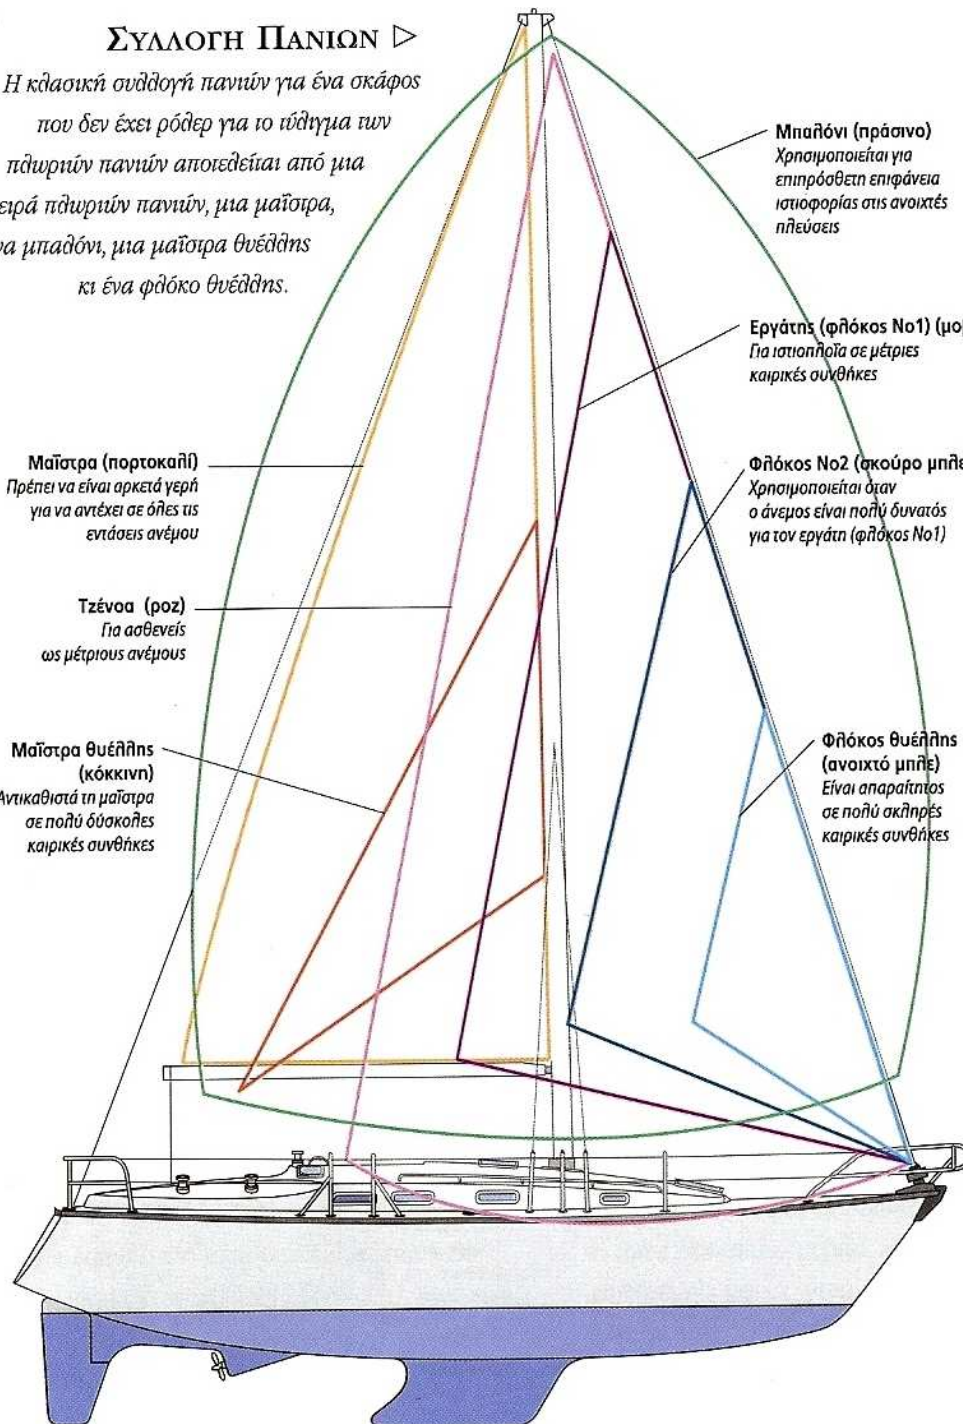 ΣΥΛΛΟΓΗ ΠΑΝΙΩΝ ▷
Η κλασική συλλογή πανιών για ένα σκάφος
που δεν έχει ρόλερ για το τύλιγμα των
πλωριών πανιών αποτελείται από μια
ειρά πλωριών πανιών, μια μαΐστρα,
να μπαλόνι, μια μαΐστρα θυέλλης
κι ένα φλόκο θυέλλης.
Μπαλόνι (πράσινο)
Χρησιμοποιείται για
επιπρόσθετη επιφάνεια
ιστιοφορίας στις ανοιχτές
πλεύσεις
Εργάτης (φλόκος Νο1) (μο
Για ιστιοπλοΐα σε μέτριες
καιρικές συνθήκες
Μαΐστρα (πορτοκαλί)
Πρέπει να είναι αρκετά γερή
για να αντέχει σε όλες τις
εντάσεις ανέμου
Φλόκος Νο2 (σκούρο μπλε
Χρησιμοποιείται όταν
ο άνεμος είναι πολύ δυνατός
για τον εργάτη (φλόκος Νο1)
Τζένοα (ροζ)
Για ασθενείς
ως μέτριους ανέμους
Μαΐστρα θυέλλης
(κόκκινη)
Αντικαθιστά τη μαΐστρα
σε πολύ δύσκολες
καιρικές συνθήκες
Φλόκος θυέλλης
(ανοιχτό μπλε)
Είναι απαραίτητος
σε πολύ σκληρές
καιρικές συνθήκες